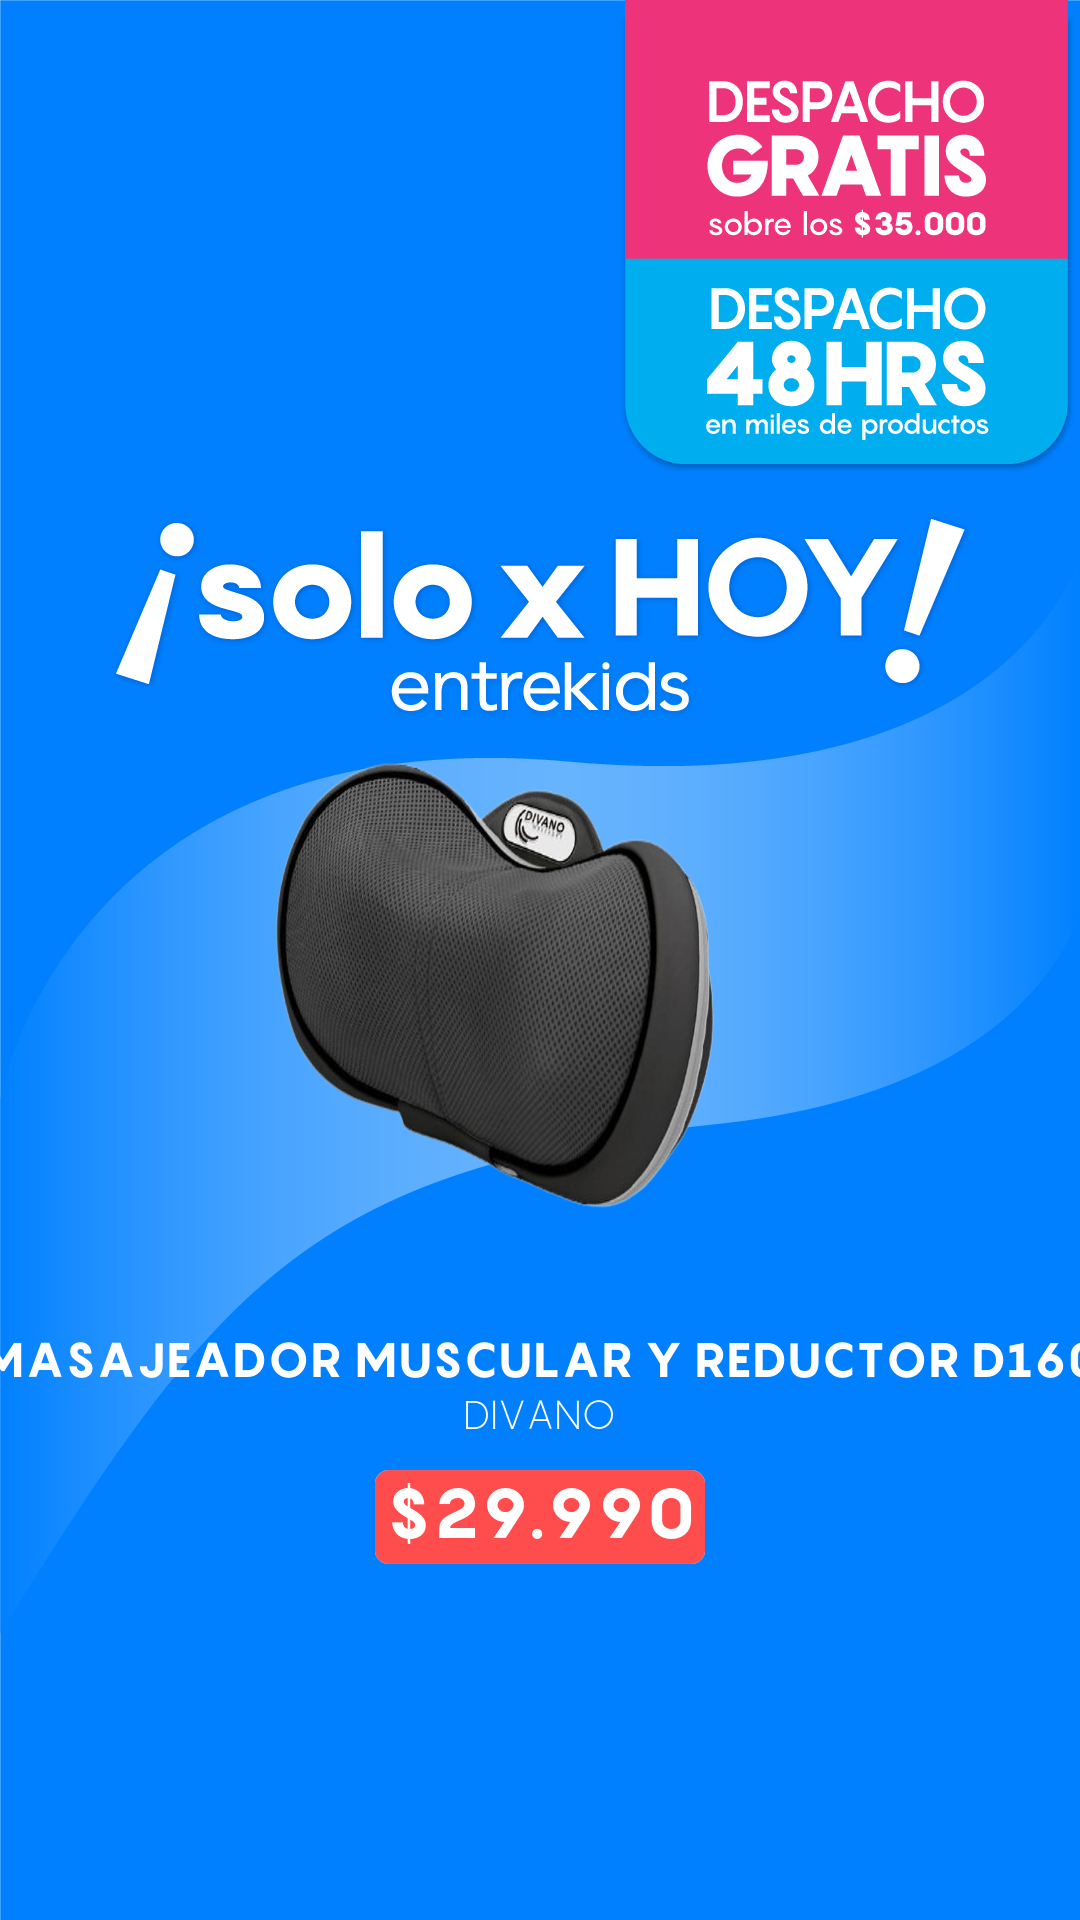 DESPACHO
GRATIS
sobre los $35.000
DESPACHO
48HRS
en miles de productos
¡solo x HOY!
entrekids
DIVANO
MASAJEADOR MUSCULAR Y REDUCTOR D160
DIVANO
$29.990